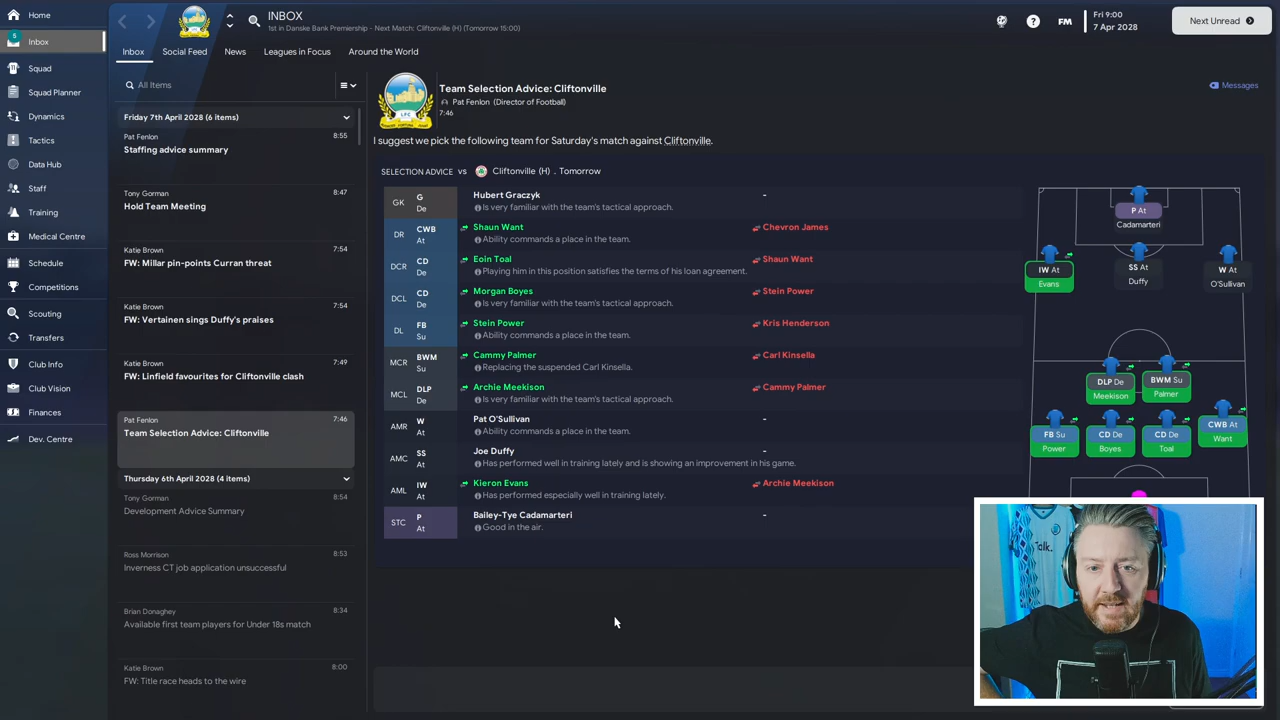 Home
Inbox
5
Squad
Squad Planner
Dynamics
Tactics
Data Hub
Staff
Training
Medical Centre
Schedule
Competitions
Scouting
Transfers
Club Info
Club Vision
Finances
Dev. Centre
INBOX
1st in Danske Bank Premiership - Next Match: Cliftonville (H) (Tomorrow 15:00)
FM
Fri 9:00
7 Apr 2028
Next Unread
Inbox
Social Feed
News
Leagues in Focus
Around the World
All Items
Friday 7th April 2028 (6 items)
Pat Fenlon 8:55
Staffing advice summary
Tony Gorman 8:47
Hold Team Meeting
Katie Brown 7:54
FW: Millar pin-points Curran threat
Katie Brown 7:54
FW: Vertainen sings Duffy's praises
Katie Brown 7:49
FW: Linfield favourites for Cliftonville clash
Pat Fenlon 7:46
Team Selection Advice: Cliftonville
Thursday 6th April 2028 (4 items)
Tony Gorman 8:54
Development Advice Summary
Ross Morrison 8:53
Inverness CT job application unsuccessful
Brian Donaghey 8:34
Available first team players for Under 18s match
Katie Brown 8:00
FW: Title race heads to the wire
Team Selection Advice: Cliftonville
Pat Fenlon (Director of Football)
7:46
Messages
I suggest we pick the following team for Saturday's match against Cliftonville.
SELECTION ADVICE vs Cliftonville (H) . Tomorrow
GK G De Hubert Graczyk -
Is very familiar with the team's tactical approach.
DR CWB At Shaun Want Chevron James
Ability commands a place in the team.
DCR CD De Eoin Toal Shaun Want
Playing him in this position satisfies the terms of his loan agreement.
DCL CD De Morgan Boyes Stein Power
Is very familiar with the team's tactical approach.
DL FB Su Stein Power Kris Henderson
Ability commands a place in the team.
MCR BWM Su Cammy Palmer Carl Kinsella
Replacing the suspended Carl Kinsella.
MCL DLP De Archie Meekison Cammy Palmer
Is very familiar with the team's tactical approach.
AMR W At Pat O'Sullivan -
Ability commands a place in the team.
AMC SS At Joe Duffy -
Has performed well in training lately and is showing an improvement in his game.
AML IW At Kieron Evans Archie Meekison
Has performed especially well in training lately.
STC P At Bailey-Tye Cadamarteri -
Good in the air.
P At
Cadamarteri
IW At
Evans
SS At
Duffy
W At
O'Sullivan
DLP De
Meekison
BWM Su
Palmer
FB Su
Power
CD De
Boyes
CD De
Toal
CWB At
Want
Talk.